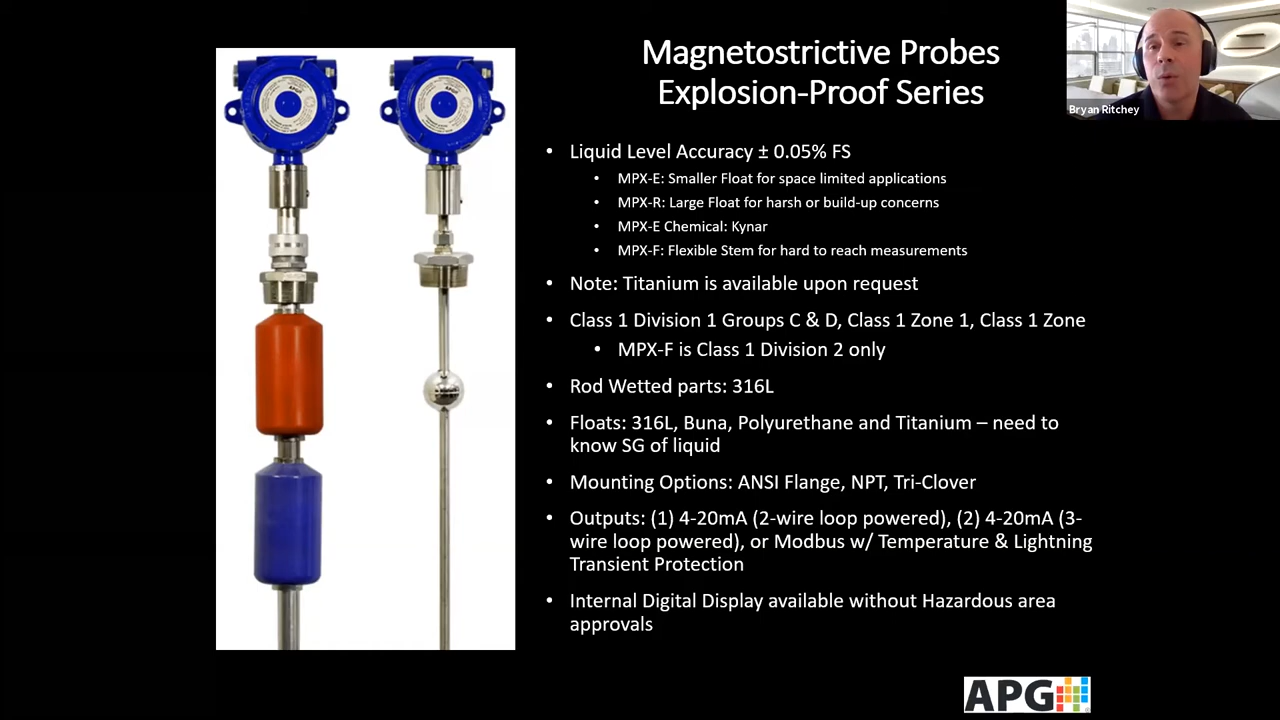 Magnetostrictive Probes
Explosion-Proof Series
Bryan Ritchey
• Liquid Level Accuracy ± 0.05% FS
• MPX-E: Smaller Float for space limited applications
• MPX-R: Large Float for harsh or build-up concerns
• MPX-E Chemical: Kynar
• MPX-F: Flexible Stem for hard to reach measurements
• Note: Titanium is available upon request
• Class 1 Division 1 Groups C & D, Class 1 Zone 1, Class 1 Zone
• MPX-F is Class 1 Division 2 only
• Rod Wetted parts: 316L
• Floats: 316L, Buna, Polyurethane and Titanium – need to
know SG of liquid
• Mounting Options: ANSI Flange, NPT, Tri-Clover
• Outputs: (1) 4-20mA (2-wire loop powered), (2) 4-20mA (3-
wire loop powered), or Modbus w/ Temperature & Lightning
Transient Protection
• Internal Digital Display available without Hazardous area
approvals
APG